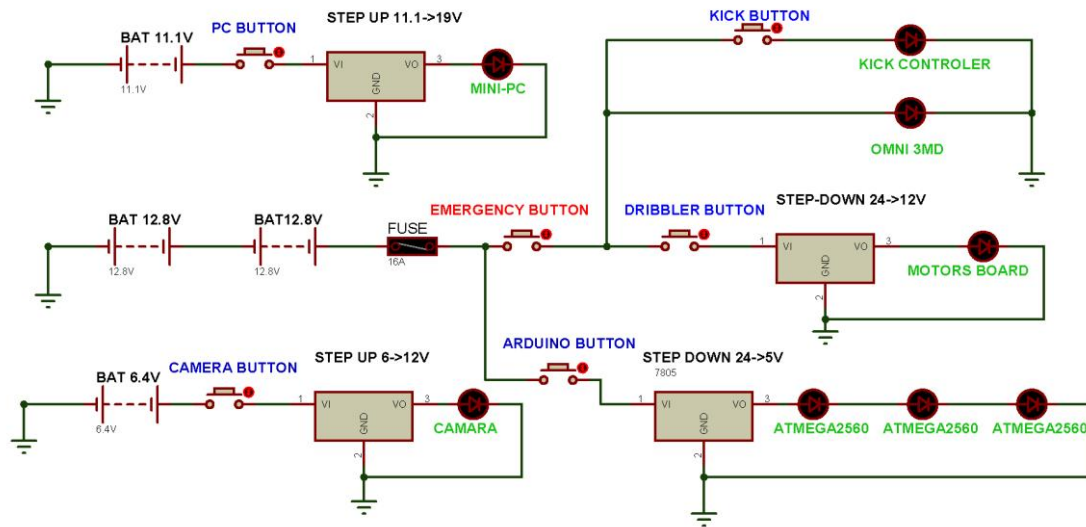 STEP UP 11.1->19V
KICK BUTTON
PC BUTTON
BAT 11.1V
11.1V
1
VI
VO
3
GND
2
MINI-PC
KICK CONTROLER
OMNI 3MD
BAT 12.8V
12.8V
BAT12.8V
12.8V
FUSE
16A
EMERGENCY BUTTON
DRIBBLER BUTTON
STEP-DOWN 24->12V
1
VI
VO
3
GND
2
MOTORS BOARD
BAT 6.4V
6.4V
CAMERA BUTTON
STEP UP 6->12V
1
VI
VO
3
GND
2
CAMARA
ARDUINO BUTTON
STEP DOWN 24->5V
7805
1
VI
VO
3
GND
2
ATMEGA2560
ATMEGA2560
ATMEGA2560